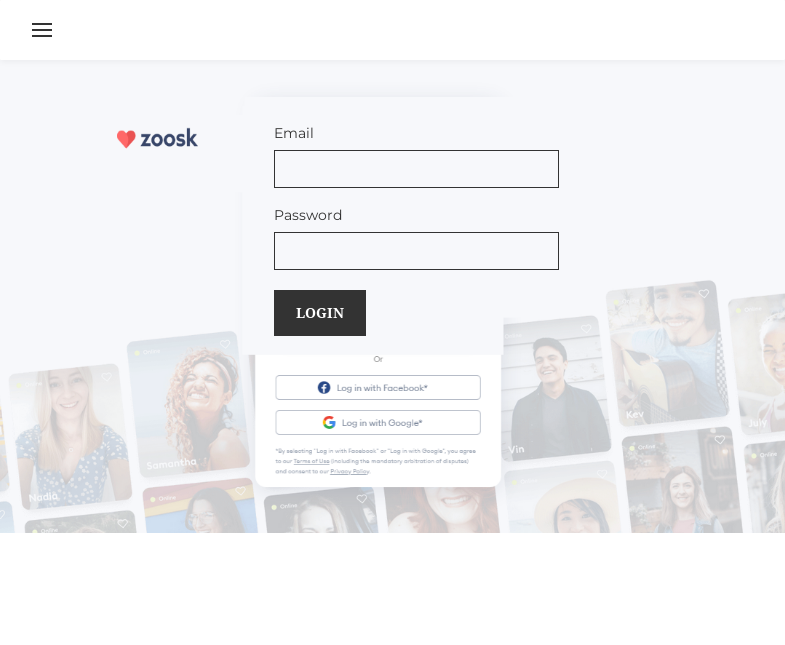 zoosk
Email
Password
LOGIN
Or
Log in with Facebook*
Log in with Google*
*By selecting "Log in with Facebook" or "Log in with Google", you agree
to our Terms of Use (including the mandatory arbitration of disputes)
and consent to our Privacy Policy.
Online
Samantha
Nadia
Vin
Kev
July
Online
Online
Online
Online
Online